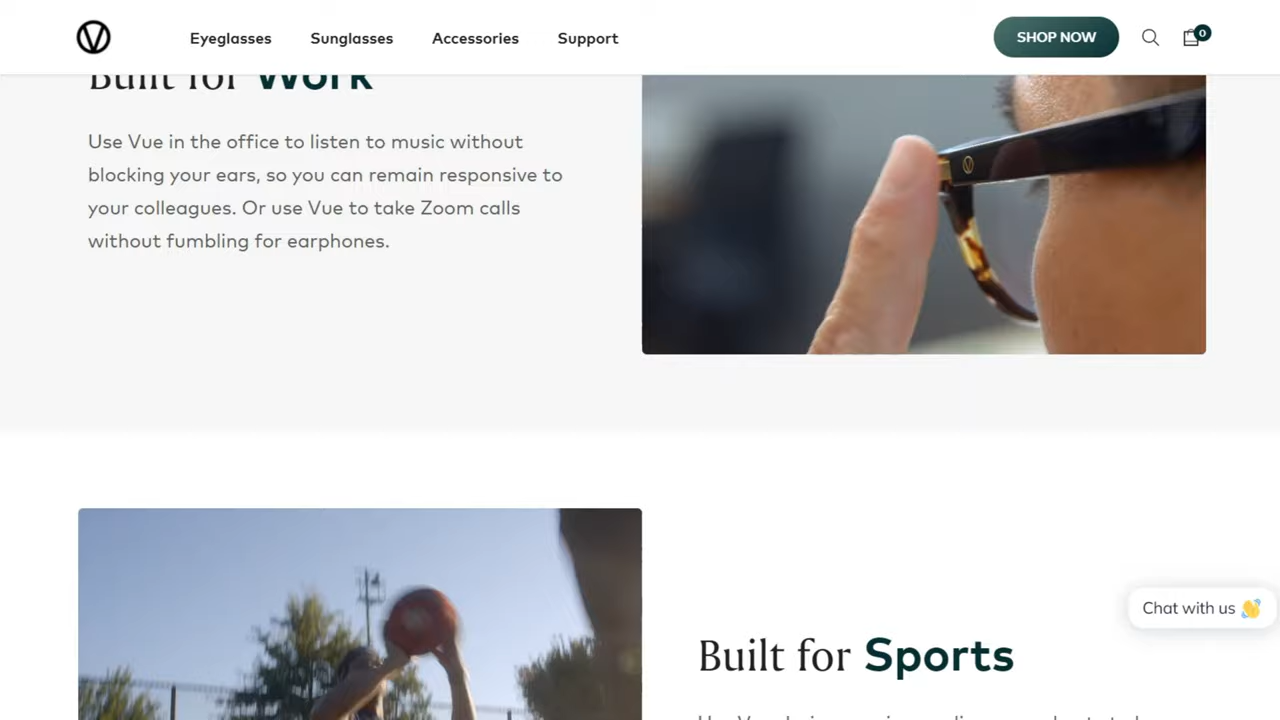 Eyeglasses
Sunglasses
Accessories
Support
SHOP NOW
0
Built for Work
Use Vue in the office to listen to music without
blocking your ears, so you can remain responsive to
your colleagues. Or use Vue to take Zoom calls
without fumbling for earphones.
Chat with us 👋
Built for Sports